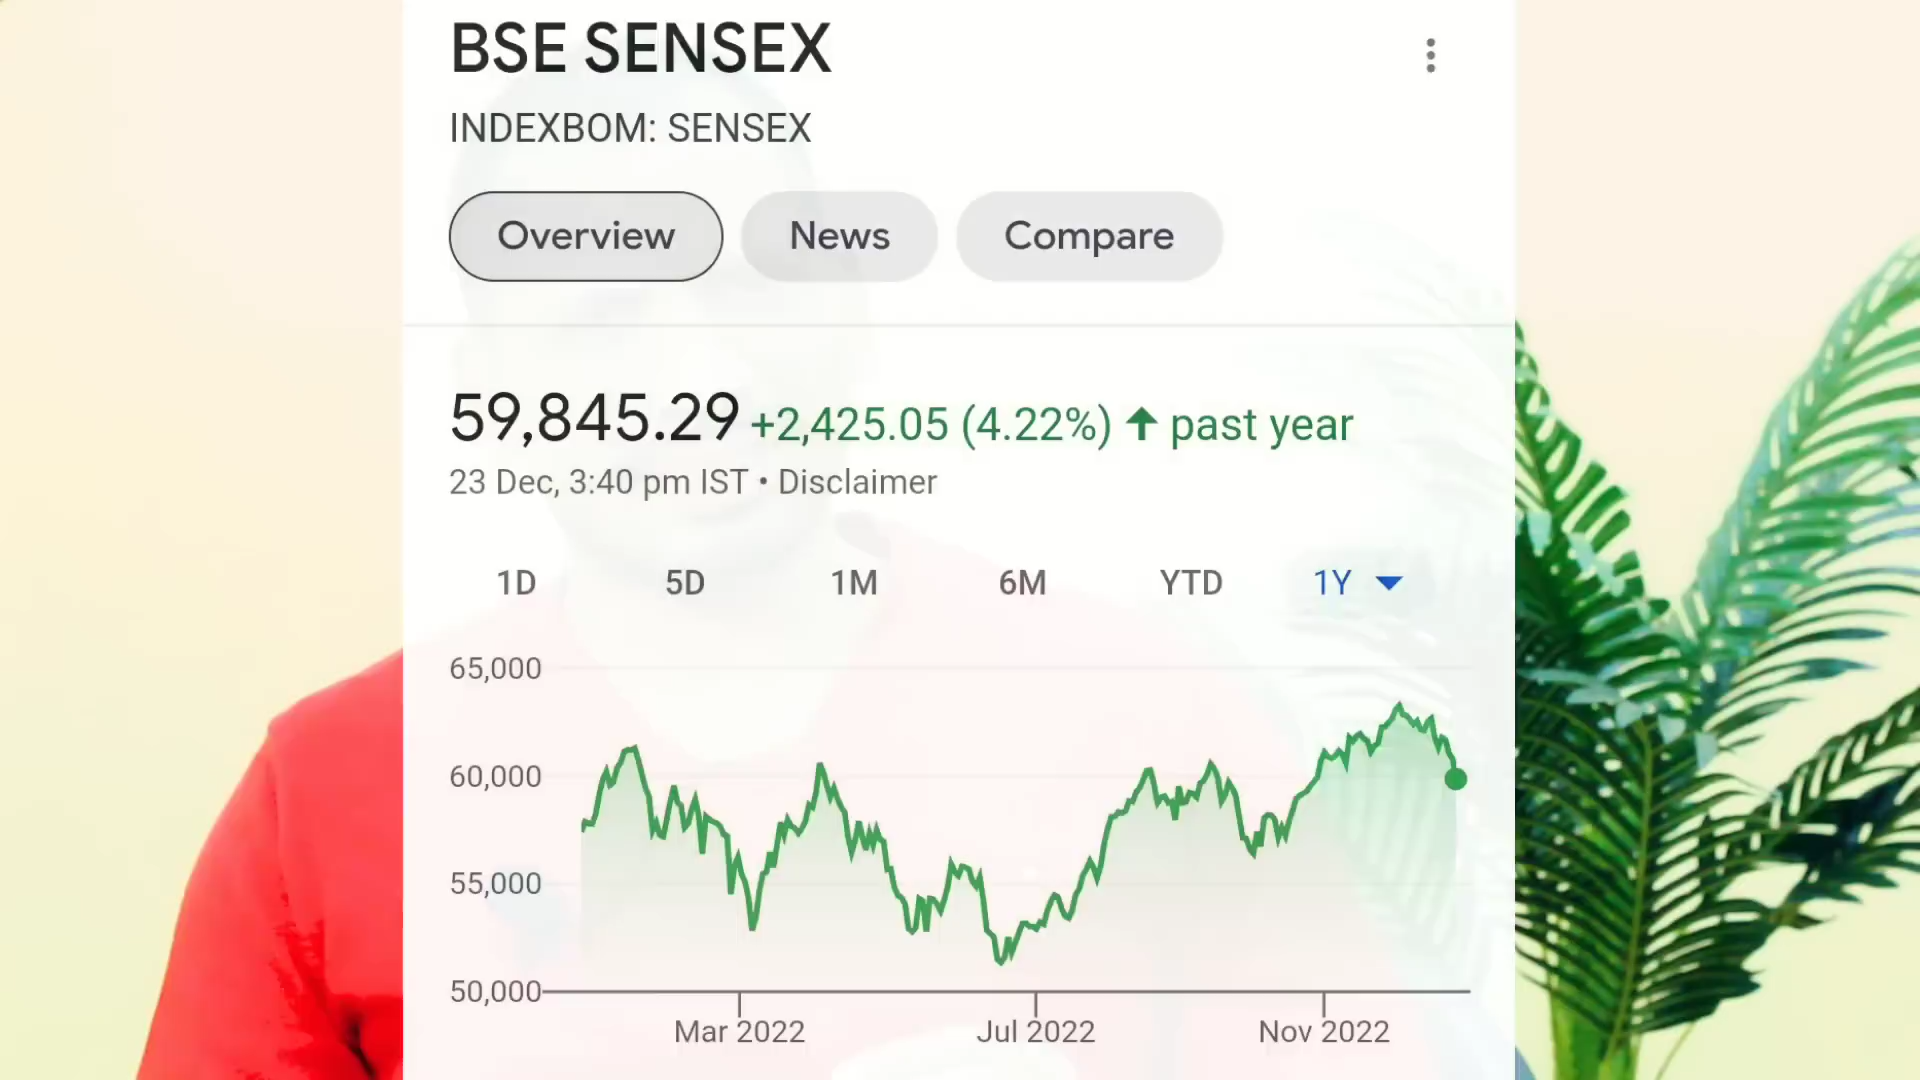 BSE SENSEX
INDEXBOM: SENSEX
Overview News Compare
59,845.29 +2,425.05 (4.22%) ↑ past year
23 Dec, 3:40 pm IST • Disclaimer
1D 5D 1M 6M YTD 1Y
65,000
60,000
55,000
50,000
Mar 2022 Jul 2022 Nov 2022